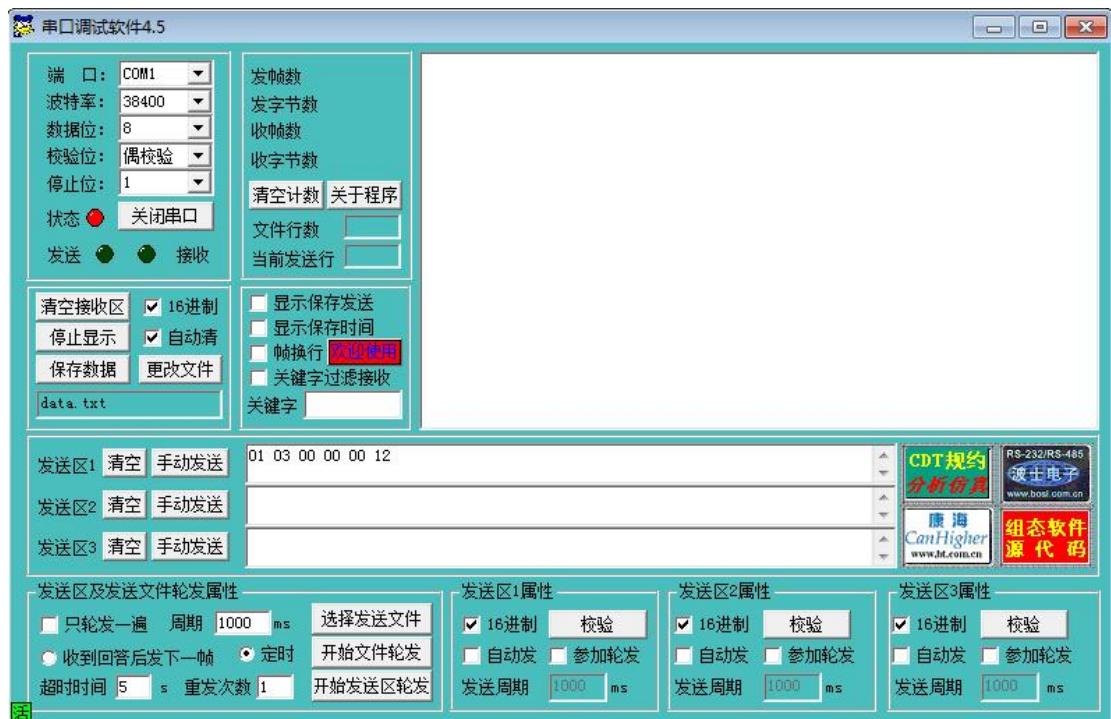 串口调试软件4.5
端 口: COM1
波特率: 38400
数据位: 8
校验位: 偶校验
停止位: 1
状态 关闭串口
发送 接收
发帧数
发字节数
收帧数
收字节数
清空计数 关于程序
文件行数
当前发送行
清空接收区 16进制
停止显示 自动清
保存数据 更改文件
data.txt
显示保存发送
显示保存时间
帧换行 欢迎使用
关键字过滤接收
关键字
发送区1 清空 手动发送 01 03 00 00 00 12
发送区2 清空 手动发送
发送区3 清空 手动发送
CDT规约
分析仿真
RS-232/RS-485
波士电子
www.bosi.com.cn
康海
CanHigher
www.ht.com.cn
组态软件
源代码
发送区及发送文件轮发属性
只轮发一遍 周期 1000 ms 选择发送文件
收到回答后发下一帧 定时 开始文件轮发
超时时间 5 s 重发次数 1 开始发送区轮发
发送区1属性
16进制 校验
自动发 参加轮发
发送周期 1000 ms
发送区2属性
16进制 校验
自动发 参加轮发
发送周期 1000 ms
发送区3属性
16进制 校验
自动发 参加轮发
发送周期 1000 ms
活